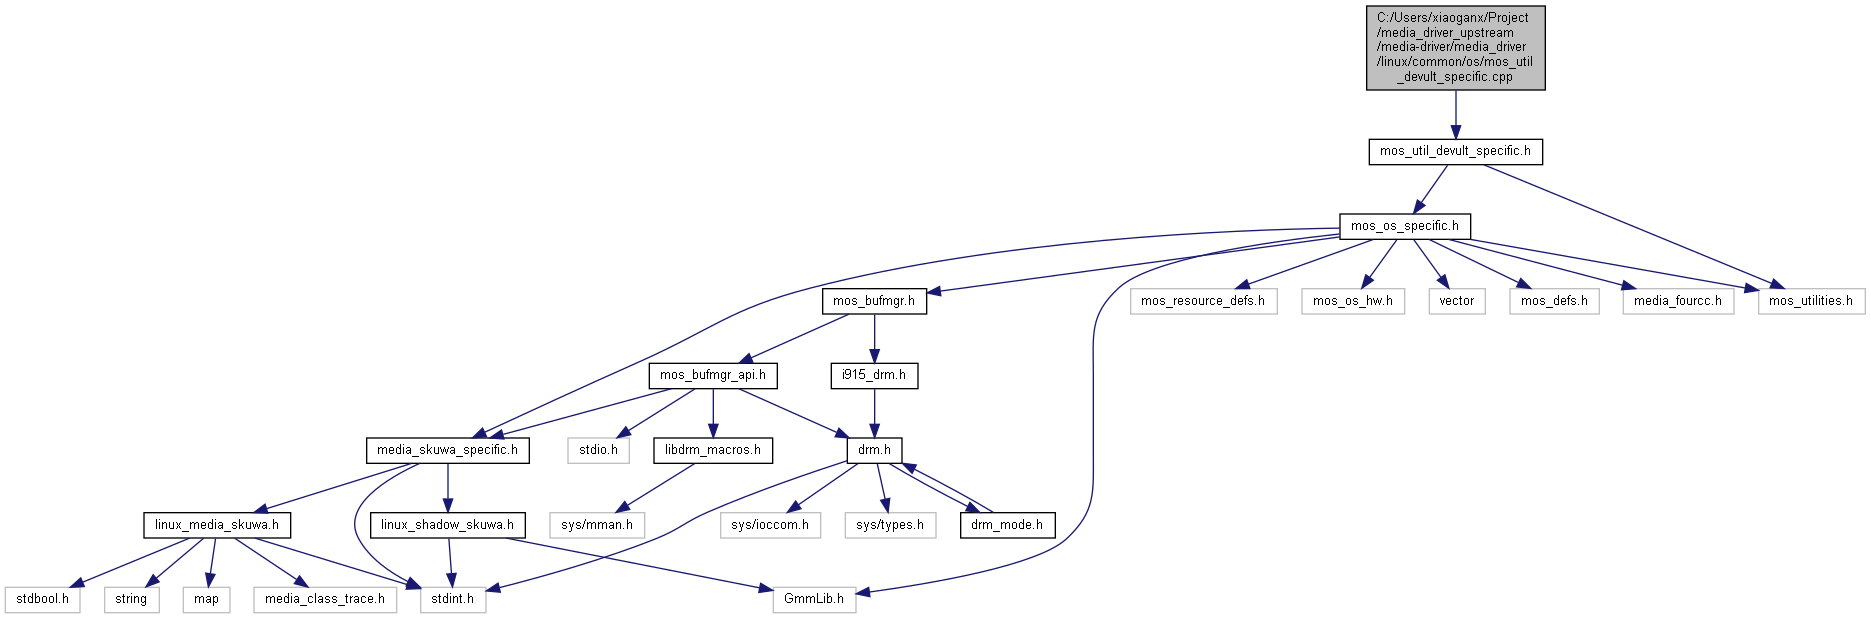 C:/Users/xiaoganx/Project
/media_driver_upstream
/media-driver/media_driver
/linux/common/os/mos_util
_devult_specific.cpp
mos_util_devult_specific.h
mos_os_specific.h
mos_bufmgr.h
mos_resource_defs.h
mos_os_hw.h
vector
mos_defs.h
media_fourcc.h
mos_utilities.h
mos_bufmgr_api.h
i915_drm.h
media_skuwa_specific.h
stdio.h
libdrm_macros.h
drm.h
linux_media_skuwa.h
linux_shadow_skuwa.h
sys/mman.h
sys/ioccom.h
sys/types.h
drm_mode.h
stdbool.h
string
map
media_class_trace.h
stdint.h
GmmLib.h